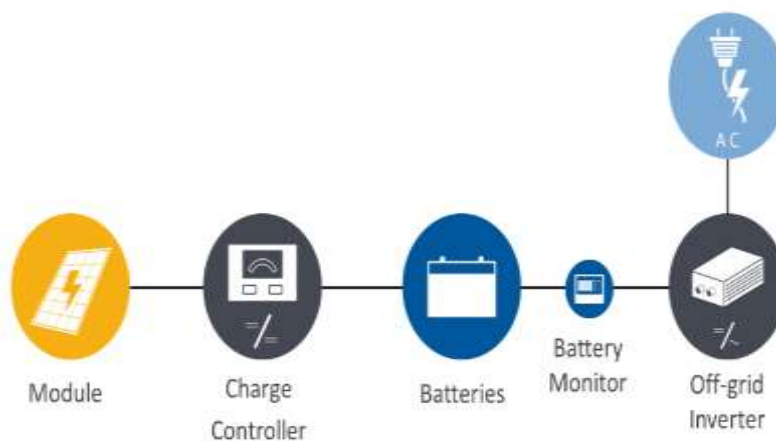 AC
Module
Charge
Controller
Batteries
Battery
Monitor
Off-grid
Inverter